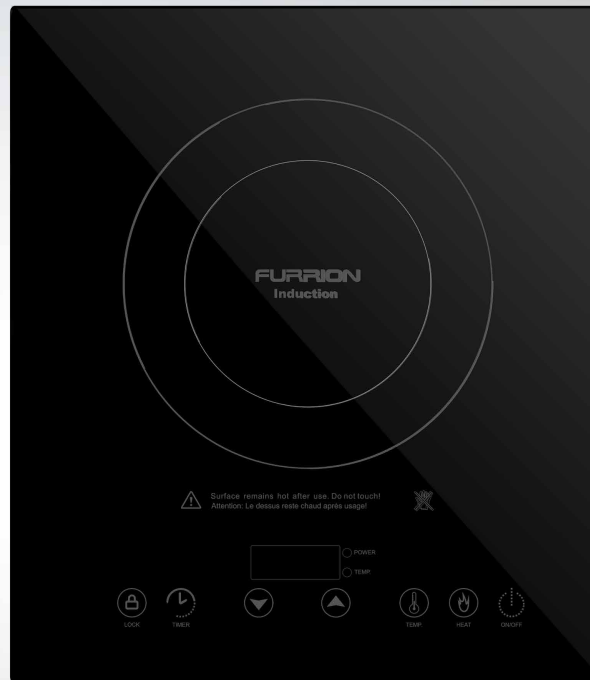 FURRION
Induction
Surface remains hot after use. Do not touch!
Attention: Le dessus reste chaud après usage!
POWER
TEMP.
LOCK
TIMER
TEMP.
HEAT
ON/OFF